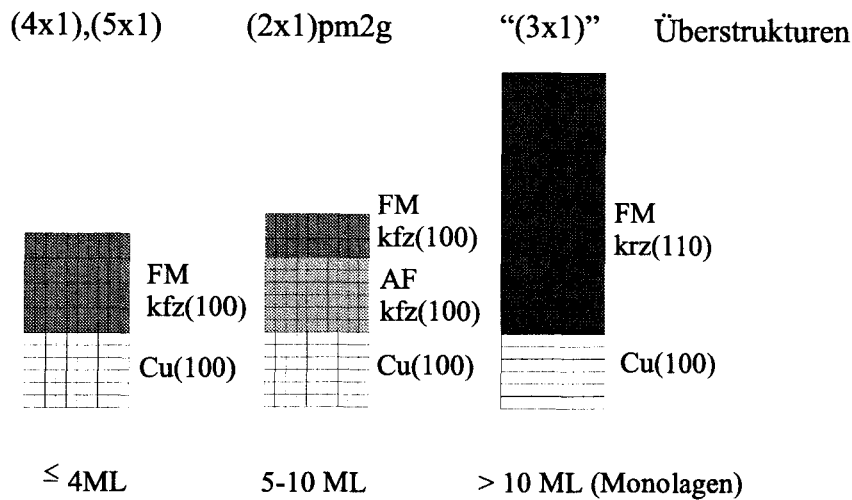 (4x1),(5x1) (2x1)pm2g “(3x1)” Überstrukturen
FM
kfz(100)
Cu(100)
FM
kfz(100)
AF
kfz(100)
Cu(100)
FM
krz(110)
Cu(100)
≤ 4ML 5-10 ML > 10 ML (Monolagen)